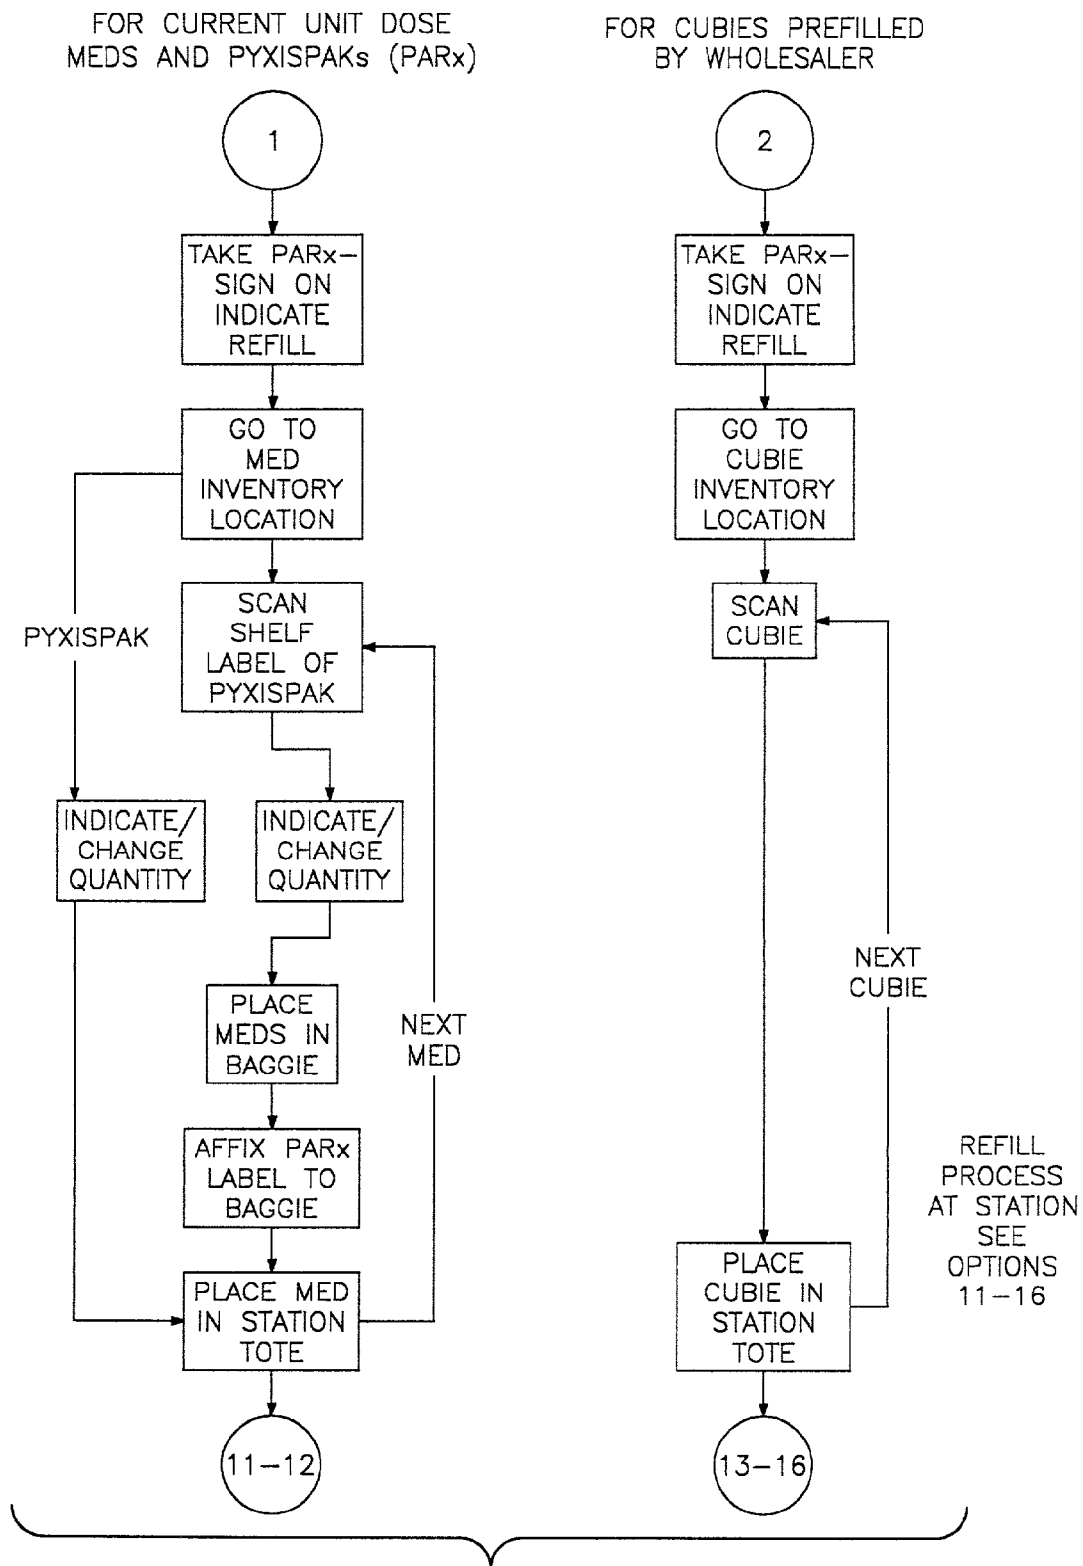 FOR CURRENT UNIT DOSE
MEDS AND PYXISPAKs (PARx)
1
TAKE PARx-
SIGN ON
INDICATE
REFILL
GO TO
MED
INVENTORY
LOCATION
SCAN
SHELF
LABEL OF
PYXISPAK
PYXISPAK
INDICATE/
CHANGE
QUANTITY
INDICATE/
CHANGE
QUANTITY
PLACE
MEDS IN
BAGGIE
NEXT
MED
AFFIX PARx
LABEL TO
BAGGIE
PLACE MED
IN STATION
TOTE
11-12
FOR CUBIES PREFILLED
BY WHOLESALER
2
TAKE PARx-
SIGN ON
INDICATE
REFILL
GO TO
CUBIE
INVENTORY
LOCATION
SCAN
CUBIE
NEXT
CUBIE
PLACE
CUBIE IN
STATION
TOTE
13-16
REFILL
PROCESS
AT STATION
SEE
OPTIONS
11-16